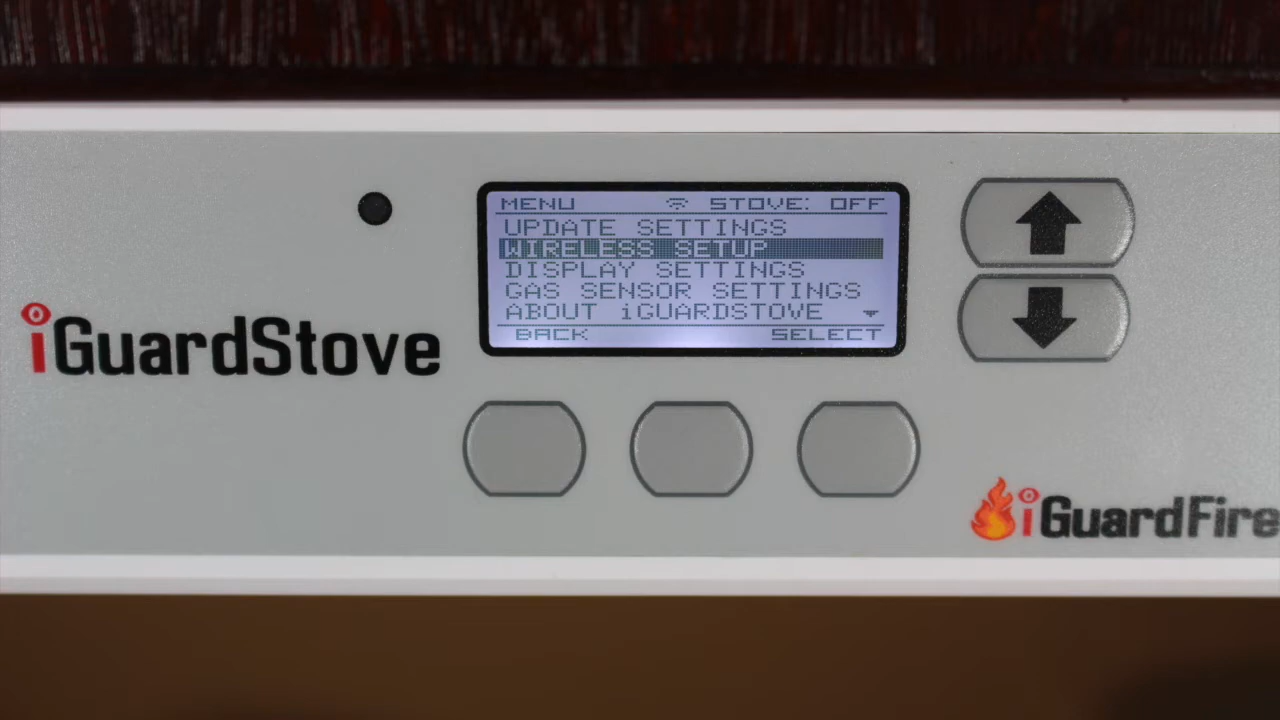 MENU STOVE: OFF
UPDATE SETTINGS
WIRELESS SETUP
DISPLAY SETTINGS
GAS SENSOR SETTINGS
ABOUT iGUARDSTOVE
BACK SELECT
iGuardStove
iGuardFire